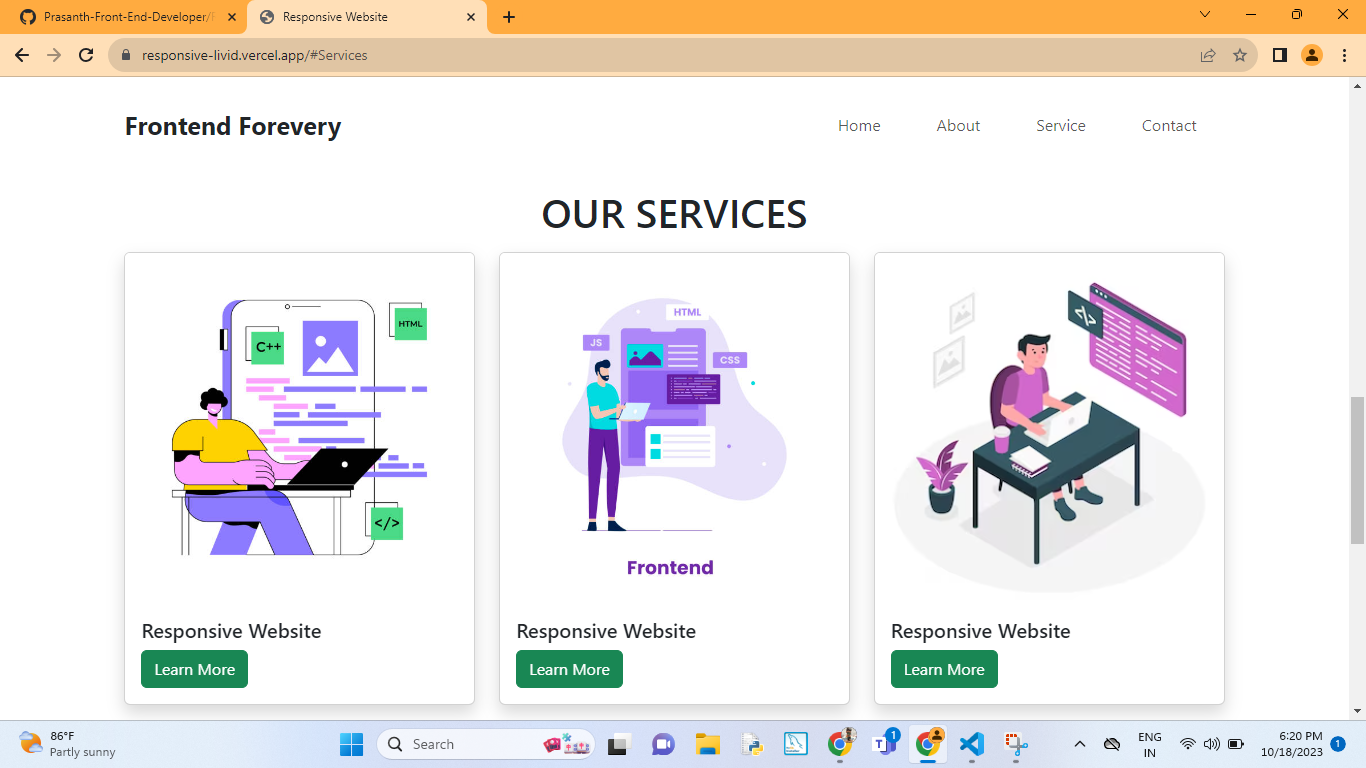 Prasanth-Front-End-Developer/
Responsive Website
responsive-livid.vercel.app/#Services
Frontend Forevery
Home About Service Contact
OUR SERVICES
C++
HTML
</>
HTML
JS
CSS
Frontend
</>
Responsive Website
Learn More
Responsive Website
Learn More
Responsive Website
Learn More
86°F
Partly sunny
Search
1
ENG
IN
6:20 PM
10/18/2023
1